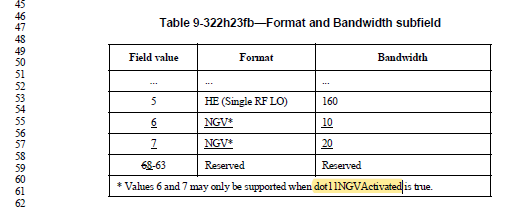 45
46
47 Table 9-322h23fb—Format and Bandwidth subfield
48
49
50 Field value Format Bandwidth
51
52 ... ... ...
53 5 HE (Single RF LO) 160
54
55 6 NGV* 10
56
57 7 NGV* 20
58
59 68-63 Reserved Reserved
60
61 * Values 6 and 7 may only be supported when dot11NGVActivated is true.
62